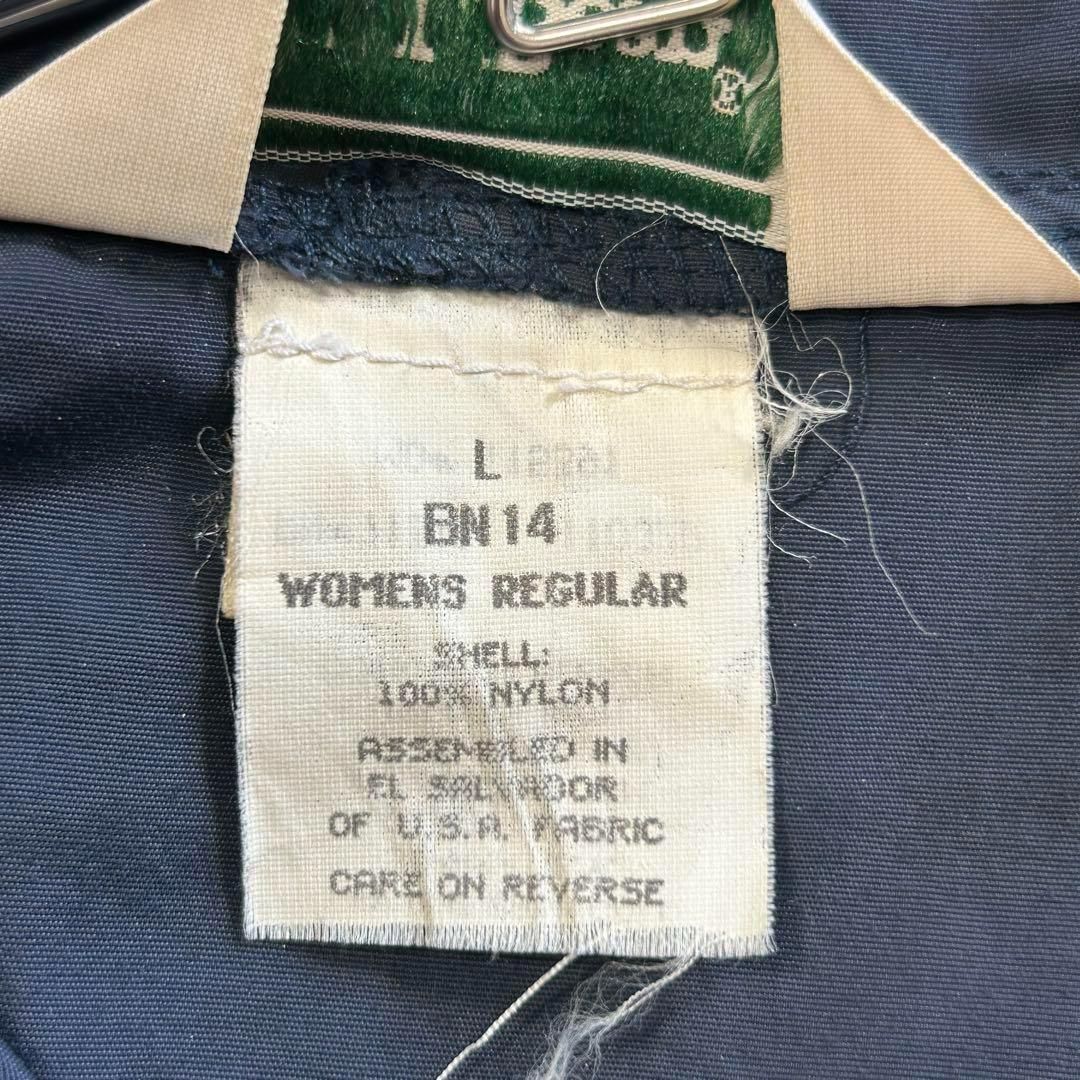 L
BN 14
WOMENS REGULAR
SHELL:
100% NYLON
ASSEMBLED IN
EL SALVADOR
OF U.S.A. FABRIC
CARE ON REVERSE